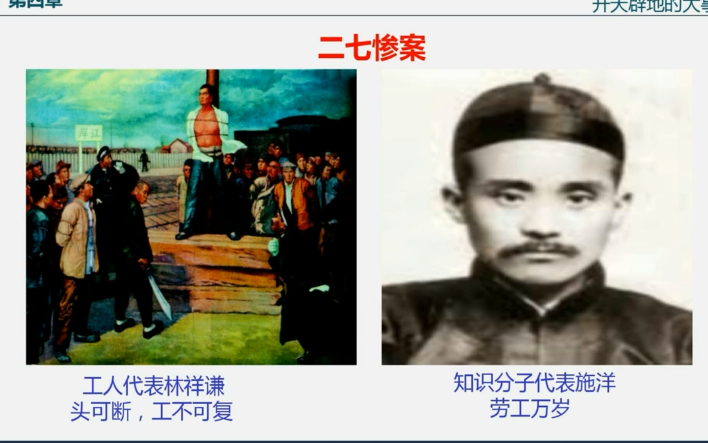 第四章
开天辟地的大事
二七惨案
江岸
工人代表林祥谦
头可断，工不可复
知识分子代表施洋
劳工万岁